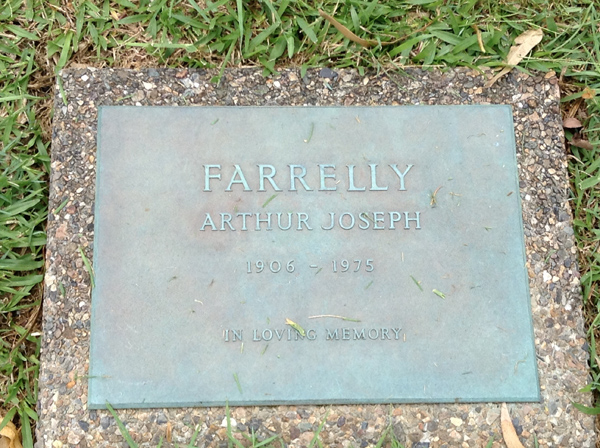 FARRELLY
ARTHUR JOSEPH
1906 - 1975
IN LOVING MEMORY